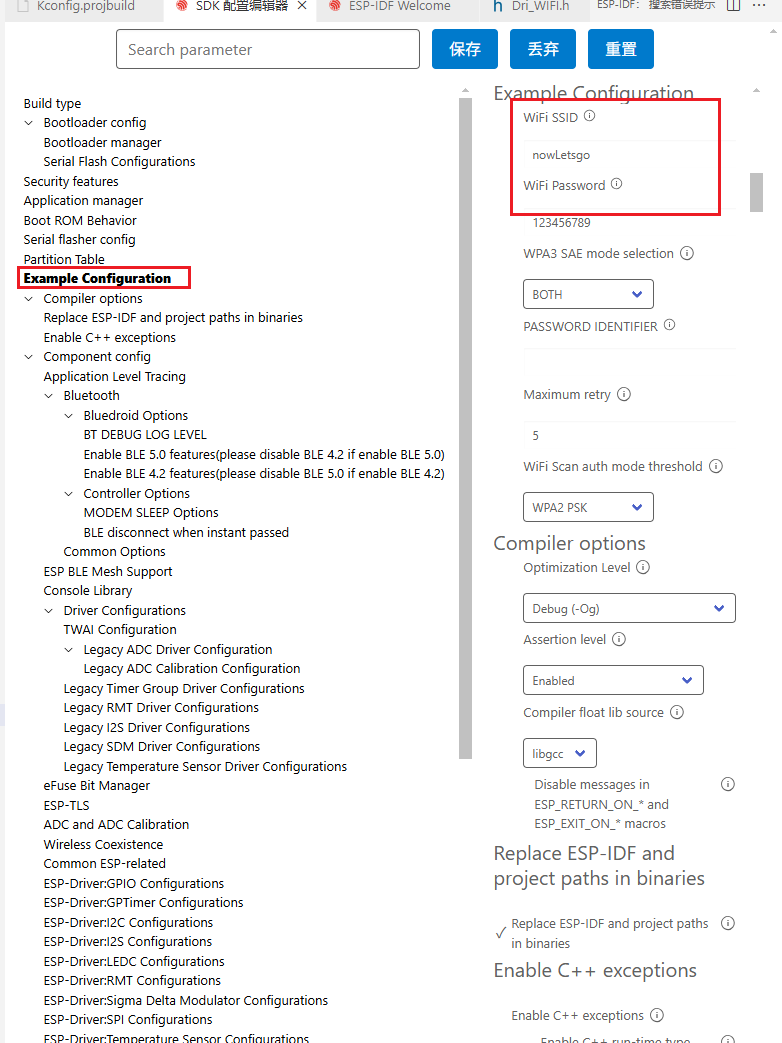 Kconfig.projbuild
SDK 配置编辑器
ESP-IDF Welcome
h Dri_WIFI.h
ESP-IDF: 搜索错误提示
Search parameter
保存
丢弃
重置
Build type
Bootloader config
Bootloader manager
Serial Flash Configurations
Security features
Application manager
Boot ROM Behavior
Serial flasher config
Partition Table
Example Configuration
Compiler options
Replace ESP-IDF and project paths in binaries
Enable C++ exceptions
Component config
Application Level Tracing
Bluetooth
Bluedroid Options
BT DEBUG LOG LEVEL
Enable BLE 5.0 features(please disable BLE 4.2 if enable BLE 5.0)
Enable BLE 4.2 features(please disable BLE 5.0 if enable BLE 4.2)
Controller Options
MODEM SLEEP Options
BLE disconnect when instant passed
Common Options
ESP BLE Mesh Support
Console Library
Driver Configurations
TWAI Configuration
Legacy ADC Driver Configuration
Legacy ADC Calibration Configuration
Legacy Timer Group Driver Configurations
Legacy RMT Driver Configurations
Legacy I2S Driver Configurations
Legacy SDM Driver Configurations
Legacy Temperature Sensor Driver Configurations
eFuse Bit Manager
ESP-TLS
ADC and ADC Calibration
Wireless Coexistence
Common ESP-related
ESP-Driver:GPIO Configurations
ESP-Driver:GPTimer Configurations
ESP-Driver:I2C Configurations
ESP-Driver:I2S Configurations
ESP-Driver:LEDC Configurations
ESP-Driver:RMT Configurations
ESP-Driver:Sigma Delta Modulator Configurations
ESP-Driver:SPI Configurations
ESP-Driver:Temperature Sensor Configurations
Example Configuration
WiFi SSID
nowLetsgo
WiFi Password
123456789
WPA3 SAE mode selection
BOTH
PASSWORD IDENTIFIER
Maximum retry
5
WiFi Scan auth mode threshold
WPA2 PSK
Compiler options
Optimization Level
Debug (-Og)
Assertion level
Enabled
Compiler float lib source
libgcc
Disable messages in
ESP_RETURN_ON_* and
ESP_EXIT_ON_* macros
Replace ESP-IDF and
project paths in binaries
Replace ESP-IDF and project paths
in binaries
Enable C++ exceptions
Enable C++ exceptions
Enable C++ run-time type